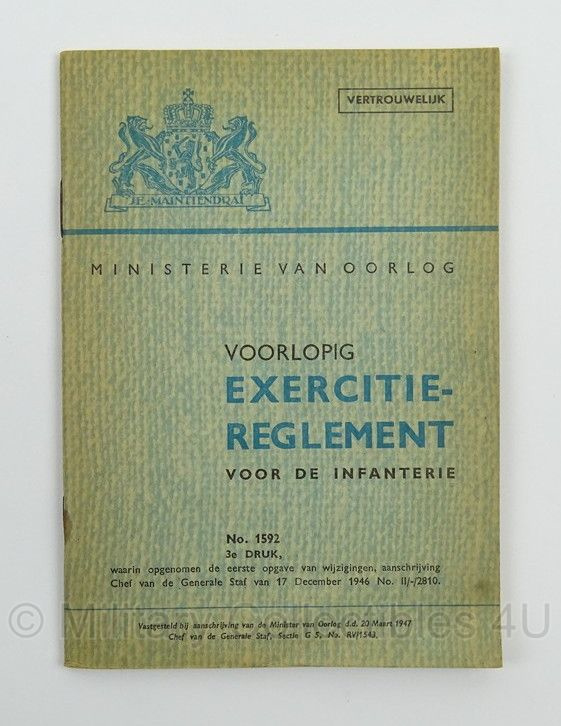 VERTROUWELIJK
JE·MAINTIENDRAI
MINISTERIE VAN OORLOG
VOORLOPIG
EXERCITIE-
REGLEMENT
VOOR DE INFANTERIE
No. 1592
3e DRUK,
waarin opgenomen de eerste opgave van wijzigingen, aanschrijving
Chef van de Generale Staf van 17 December 1946 No. II/-/2810.
© Military Collectibles 4U
Vastgesteld bij aanschrijving van de Minister van Oorlog d.d. 20 Maart 1947
Chef van de Generale Staf, Sectie G 5, No. RV/1543.